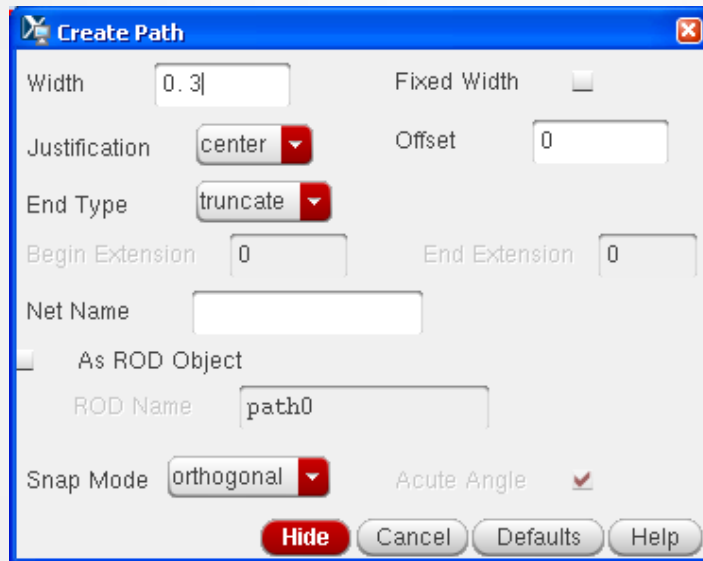 Create Path
Width 0.3 Fixed Width
Justification center Offset 0
End Type truncate
Begin Extension 0 End Extension 0
Net Name
As ROD Object
ROD Name path0
Snap Mode orthogonal Acute Angle
Hide Cancel Defaults Help